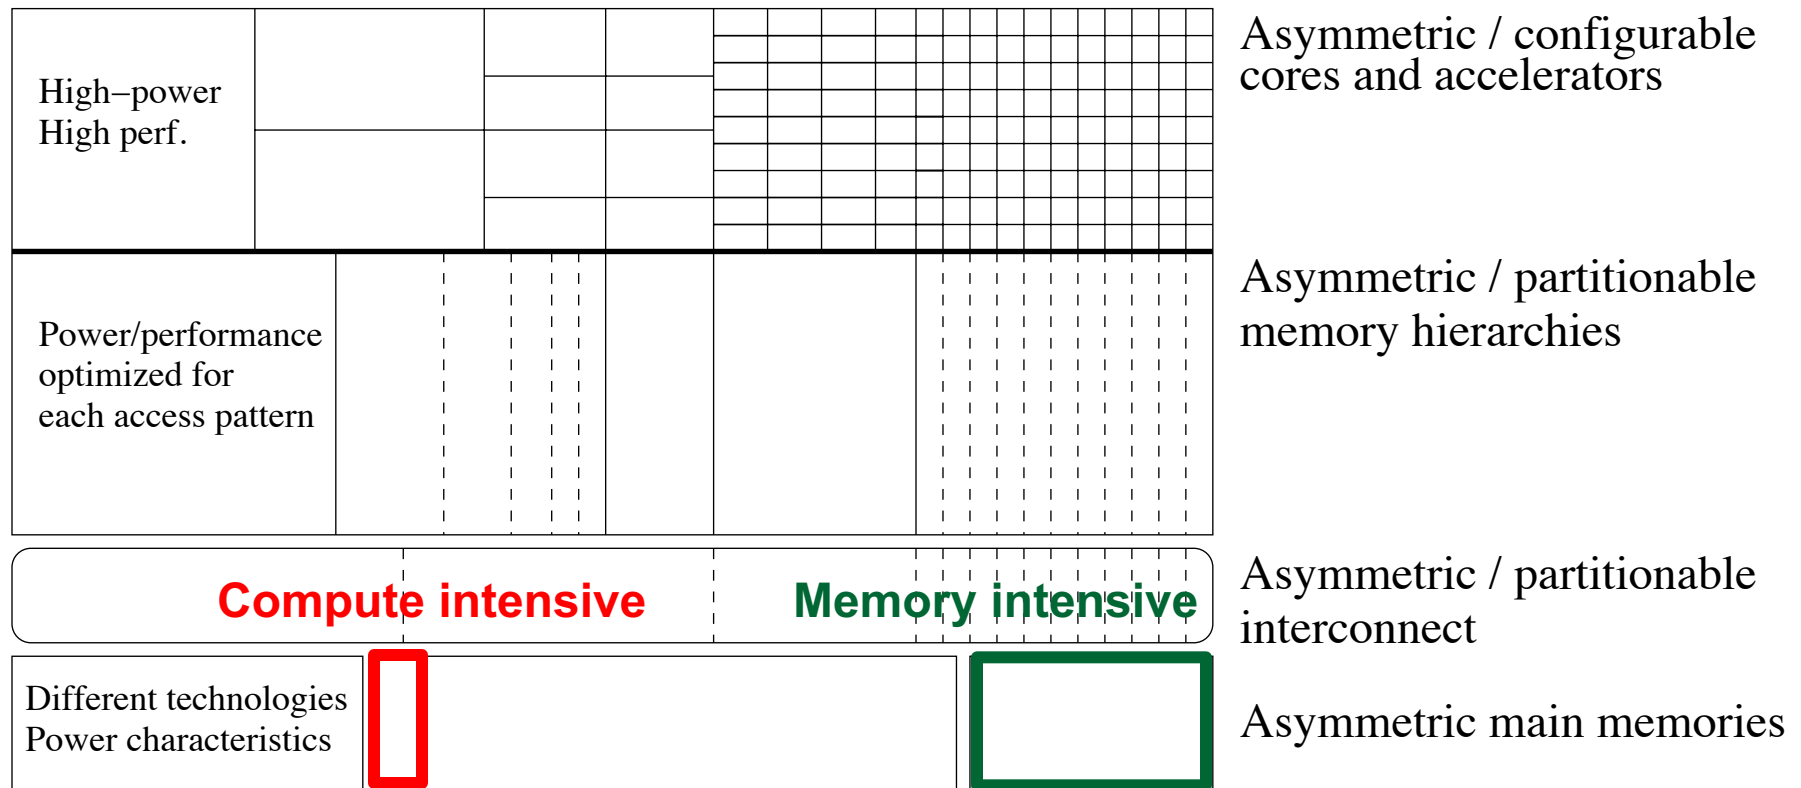 Asymmetric / configurable
cores and accelerators
High−power
High perf.
Asymmetric / partitionable
memory hierarchies
Power/performance
optimized for
each access pattern
Asymmetric / partitionable
interconnect
Compute intensive
Memory intensive
Different technologies
Power characteristics
Asymmetric main memories